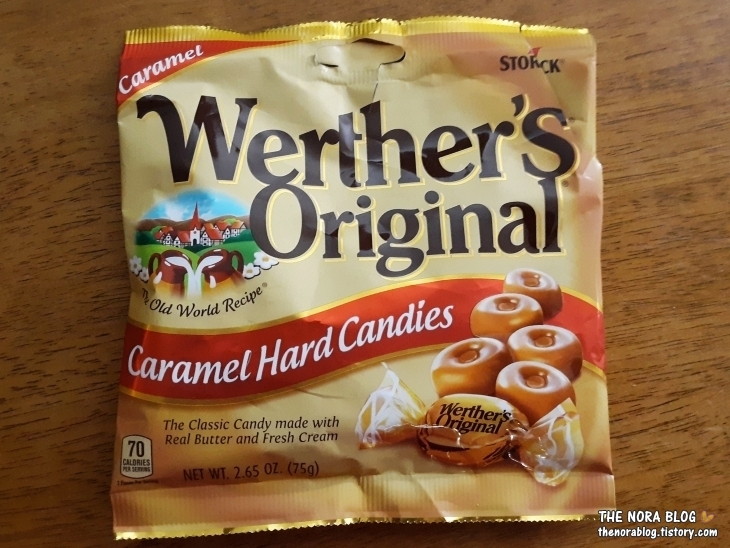 Caramel
STORCK
Werther's
Original
The Old World Recipe®
Caramel Hard Candies
Werther's
Original
The Classic Candy made with
Real Butter and Fresh Cream
70
CALORIES
PER SERVING
NET WT. 2.65 OZ. (75g)
THE NORA BLOG
thenorablog.tistory.com